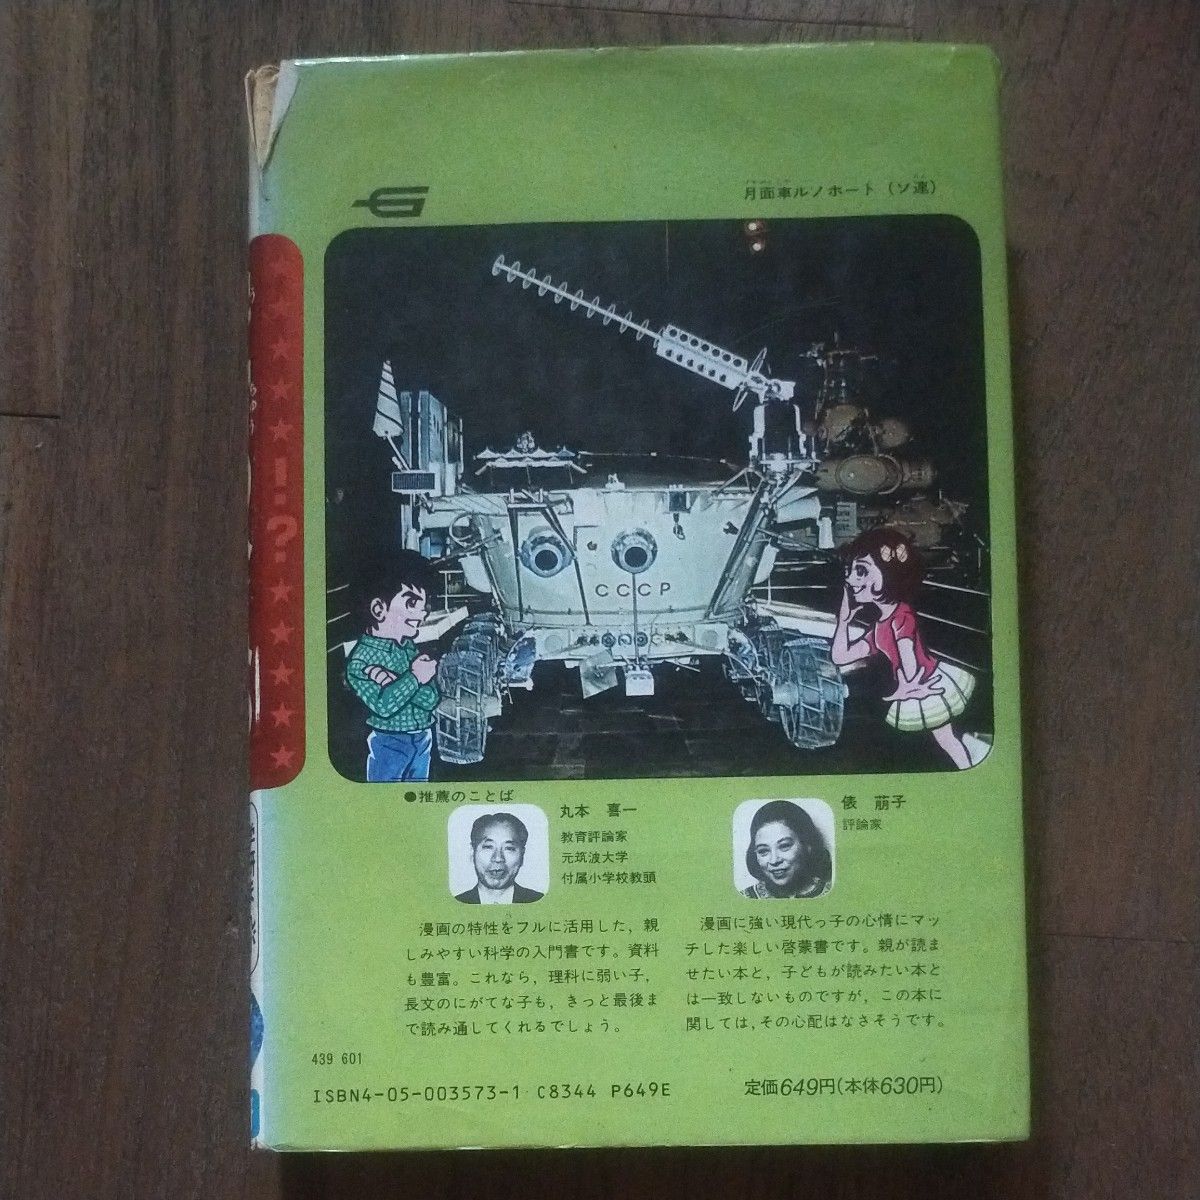 月面車ルノホート（ソ連）
!?
CCCP
●推薦のことば
丸本　喜一
教育評論家
元筑波大学
付属小学校教頭
漫画の特性をフルに活用した，親
しみやすい科学の入門書です。資料
も豊富。これなら，理科に弱い子，
長文のにがてな子も，きっと最後ま
で読み通してくれるでしょう。
俵　萠子
評論家
漫画に強い現代っ子の心情にマッ
チした楽しい啓蒙書です。親が読ま
せたい本と，子どもが読みたい本と
は一致しないものですが，この本に
関しては，その心配はなさそうです。
439 601
ISBN4-05-003573-1 C8344 P649E
定価649円（本体630円）